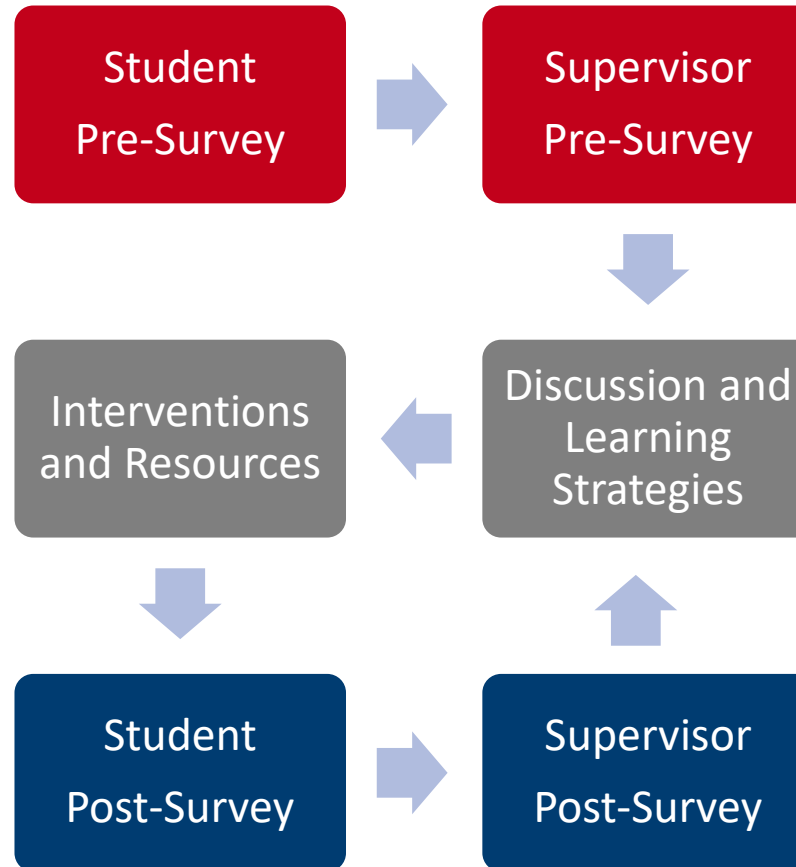 Student
Pre-Survey
Supervisor
Pre-Survey
Interventions
and Resources
Discussion and
Learning
Strategies
Student
Post-Survey
Supervisor
Post-Survey